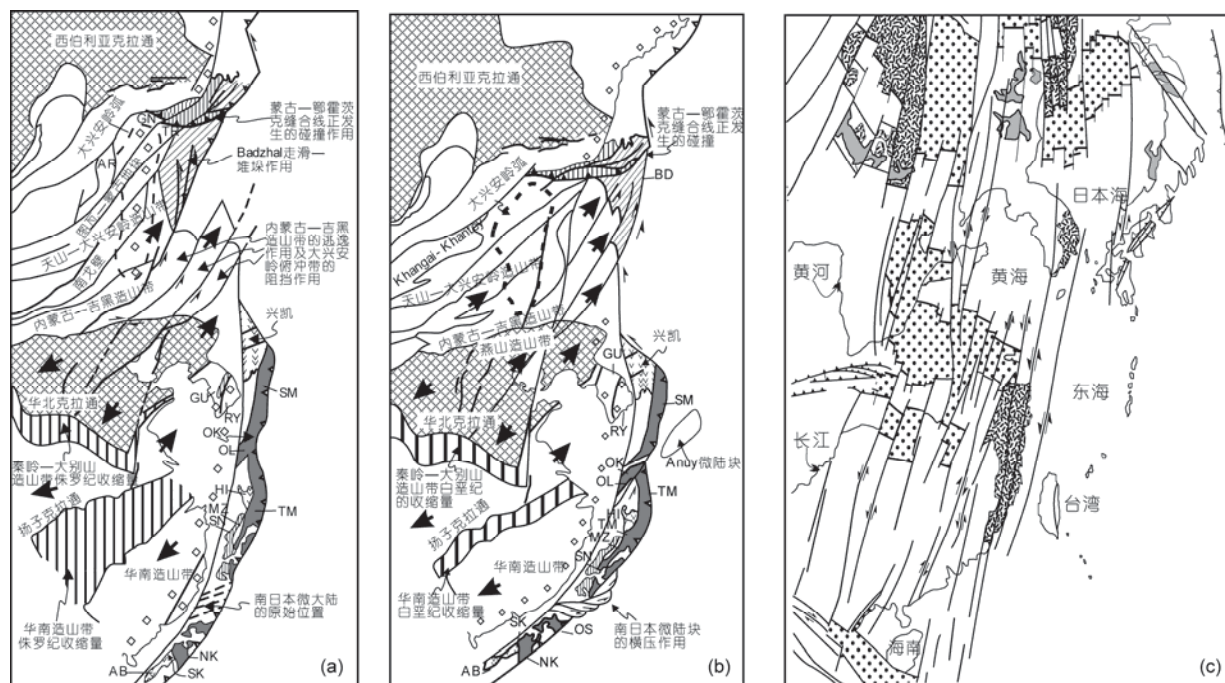 西伯利亚克拉通
蒙古—鄂霍茨
克缝合线正发
生的碰撞作用
大兴安岭弧
GN
TR
AR
Badzhal走滑—
堆垛作用
天山—大兴安岭造山带
南戈壁
内蒙古—吉黑造山带
内蒙古—吉黑
造山带的逃逸
作用及大兴安
岭俯冲带的
阻挡作用
兴凯
SM
GU
RY
华北克拉通
OK
OL
秦岭—大别山
造山带侏罗纪收缩量
HI
MZ
SN
TM
扬子克拉通
华南造山带
南日本微大陆
的原始位置
华南造山带
侏罗纪收缩量
NK
AB
SK
(a)
西伯利亚克拉通
蒙古—鄂霍茨
克缝合线正发
生的碰撞
BD
大兴安岭弧
Khangai-Khantey
天山—大兴安岭造山带
内蒙古—吉黑造山带
燕山造山带
兴凯
GU
SM
华北克拉通
RY
Anuy微陆块
秦岭—大别山
造山带白垩纪
的收缩量
OK
OL
TM
HI
TM
MZ
扬子克拉通
SN
华南造山带
华南造山带
白垩纪收缩量
SK
OS
南日本微陆块
的横压作用
AB
NK
(b)
日本海
黄河
黄海
东海
长江
台湾
海南
(c)